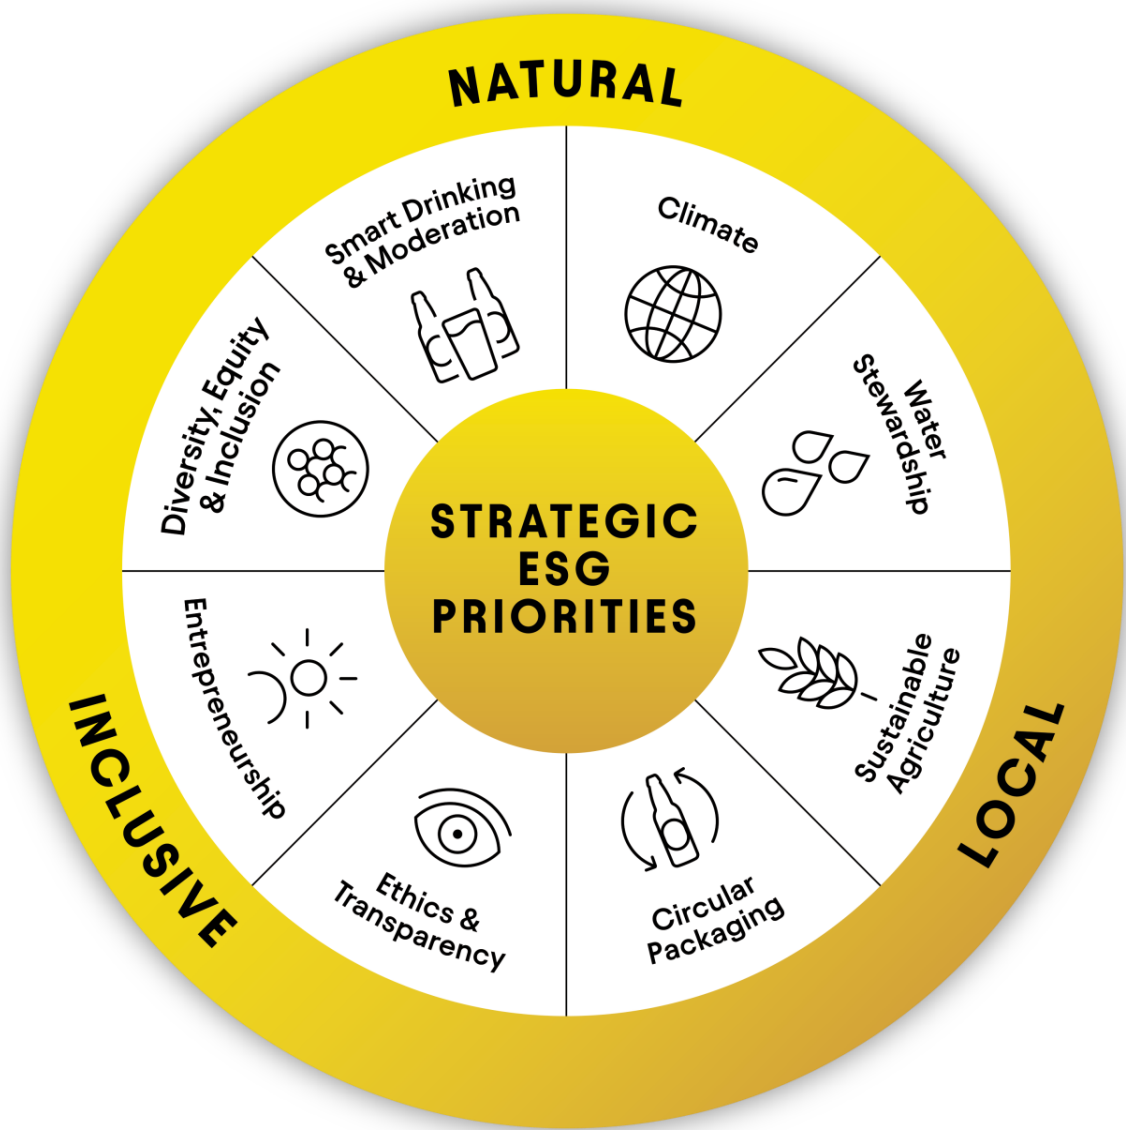 NATURAL
Smart Drinking
& Moderation
Climate
Water
Stewardship
Sustainable
Agriculture
Circular
Packaging
Ethics &
Transparency
Entrepreneurship
Diversity, Equity
& Inclusion
STRATEGIC
ESG
PRIORITIES
INCLUSIVE
LOCAL